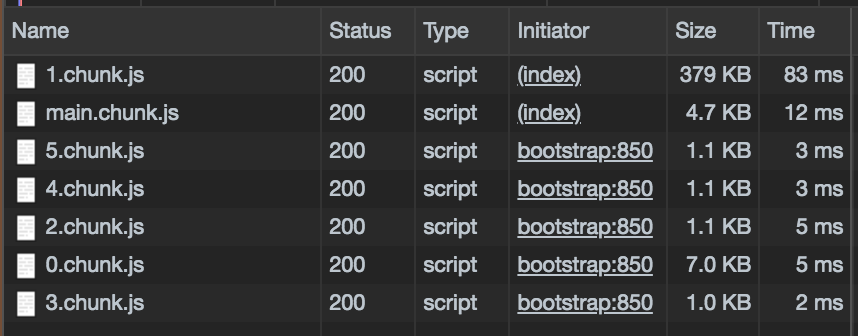 Name Status Type Initiator Size Time
1.chunk.js 200 script (index) 379 KB 83 ms
main.chunk.js 200 script (index) 4.7 KB 12 ms
5.chunk.js 200 script bootstrap:850 1.1 KB 3 ms
4.chunk.js 200 script bootstrap:850 1.1 KB 3 ms
2.chunk.js 200 script bootstrap:850 1.1 KB 5 ms
0.chunk.js 200 script bootstrap:850 7.0 KB 5 ms
3.chunk.js 200 script bootstrap:850 1.0 KB 2 ms